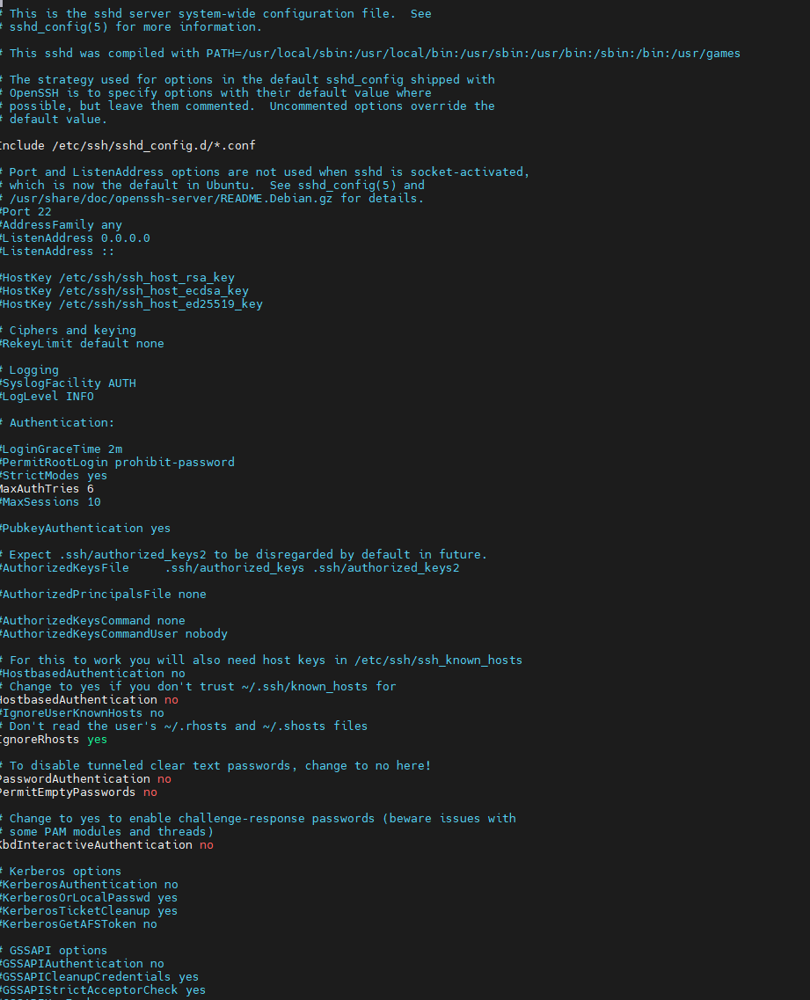 # This is the sshd server system-wide configuration file.  See
# sshd_config(5) for more information.
# This sshd was compiled with PATH=/usr/local/sbin:/usr/local/bin:/usr/sbin:/usr/bin:/sbin:/bin:/usr/games
# The strategy used for options in the default sshd_config shipped with
# OpenSSH is to specify options with their default value where
# possible, but leave them commented.  Uncommented options override the
# default value.
Include /etc/ssh/sshd_config.d/*.conf
# Port and ListenAddress options are not used when sshd is socket-activated,
# which is now the default in Ubuntu.  See sshd_config(5) and
# /usr/share/doc/openssh-server/README.Debian.gz for details.
#Port 22
#AddressFamily any
#ListenAddress 0.0.0.0
#ListenAddress ::
#HostKey /etc/ssh/ssh_host_rsa_key
#HostKey /etc/ssh/ssh_host_ecdsa_key
#HostKey /etc/ssh/ssh_host_ed25519_key
# Ciphers and keying
#RekeyLimit default none
# Logging
#SyslogFacility AUTH
#LogLevel INFO
# Authentication:
#LoginGraceTime 2m
#PermitRootLogin prohibit-password
#StrictModes yes
MaxAuthTries 6
#MaxSessions 10
#PubkeyAuthentication yes
# Expect .ssh/authorized_keys2 to be disregarded by default in future.
#AuthorizedKeysFile     .ssh/authorized_keys .ssh/authorized_keys2
#AuthorizedPrincipalsFile none
#AuthorizedKeysCommand none
#AuthorizedKeysCommandUser nobody
# For this to work you will also need host keys in /etc/ssh/ssh_known_hosts
#HostbasedAuthentication no
# Change to yes if you don't trust ~/.ssh/known_hosts for
HostbasedAuthentication no
#IgnoreUserKnownHosts no
# Don't read the user's ~/.rhosts and ~/.shosts files
IgnoreRhosts yes
# To disable tunneled clear text passwords, change to no here!
PasswordAuthentication no
PermitEmptyPasswords no
# Change to yes to enable challenge-response passwords (beware issues with
# some PAM modules and threads)
KbdInteractiveAuthentication no
# Kerberos options
#KerberosAuthentication no
#KerberosOrLocalPasswd yes
#KerberosTicketCleanup yes
#KerberosGetAFSToken no
# GSSAPI options
#GSSAPIAuthentication no
#GSSAPICleanupCredentials yes
#GSSAPIStrictAcceptorCheck yes